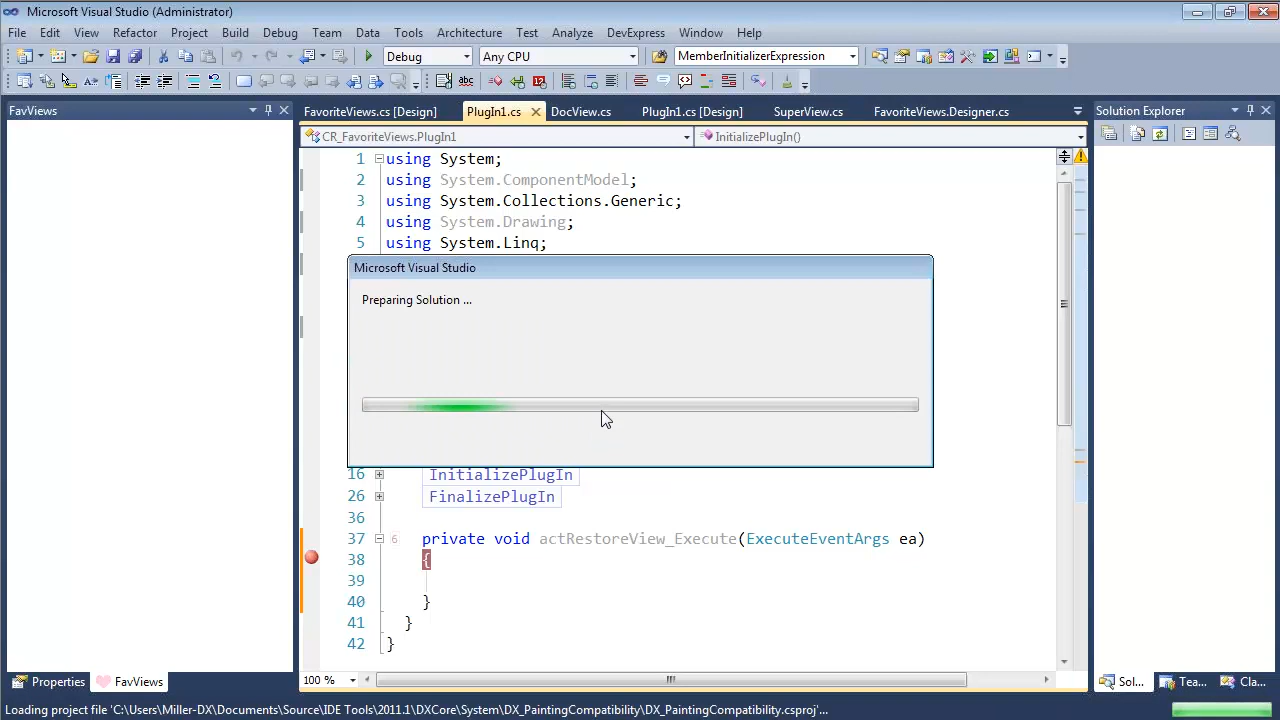 Microsoft Visual Studio (Administrator)
File Edit View Refactor Project Build Debug Team Data Tools Architecture Test Analyze DevExpress Window Help
Debug Any CPU MemberInitializerExpression
FavViews
FavoriteViews.cs [Design] PlugIn1.cs DocView.cs PlugIn1.cs [Design] SuperView.cs FavoriteViews.Designer.cs
Solution Explorer
CR_FavoriteViews.PlugIn1 InitializePlugIn()
1 using System;
2 using System.ComponentModel;
3 using System.Collections.Generic;
4 using System.Drawing;
5 using System.Linq;
Microsoft Visual Studio
Preparing Solution ...
16 InitializePlugIn
26 FinalizePlugIn
36
37 6 private void actRestoreView_Execute(ExecuteEventArgs ea)
38 {
39
40 }
41 }
42 }
100 %
Properties FavViews
Sol... Tea... Cla...
Loading project file 'C:\Users\Miller-DX\Documents\Source\IDE Tools\2011.1\DXCore\System\DX_PaintingCompatibility\DX_PaintingCompatibility.csproj'...